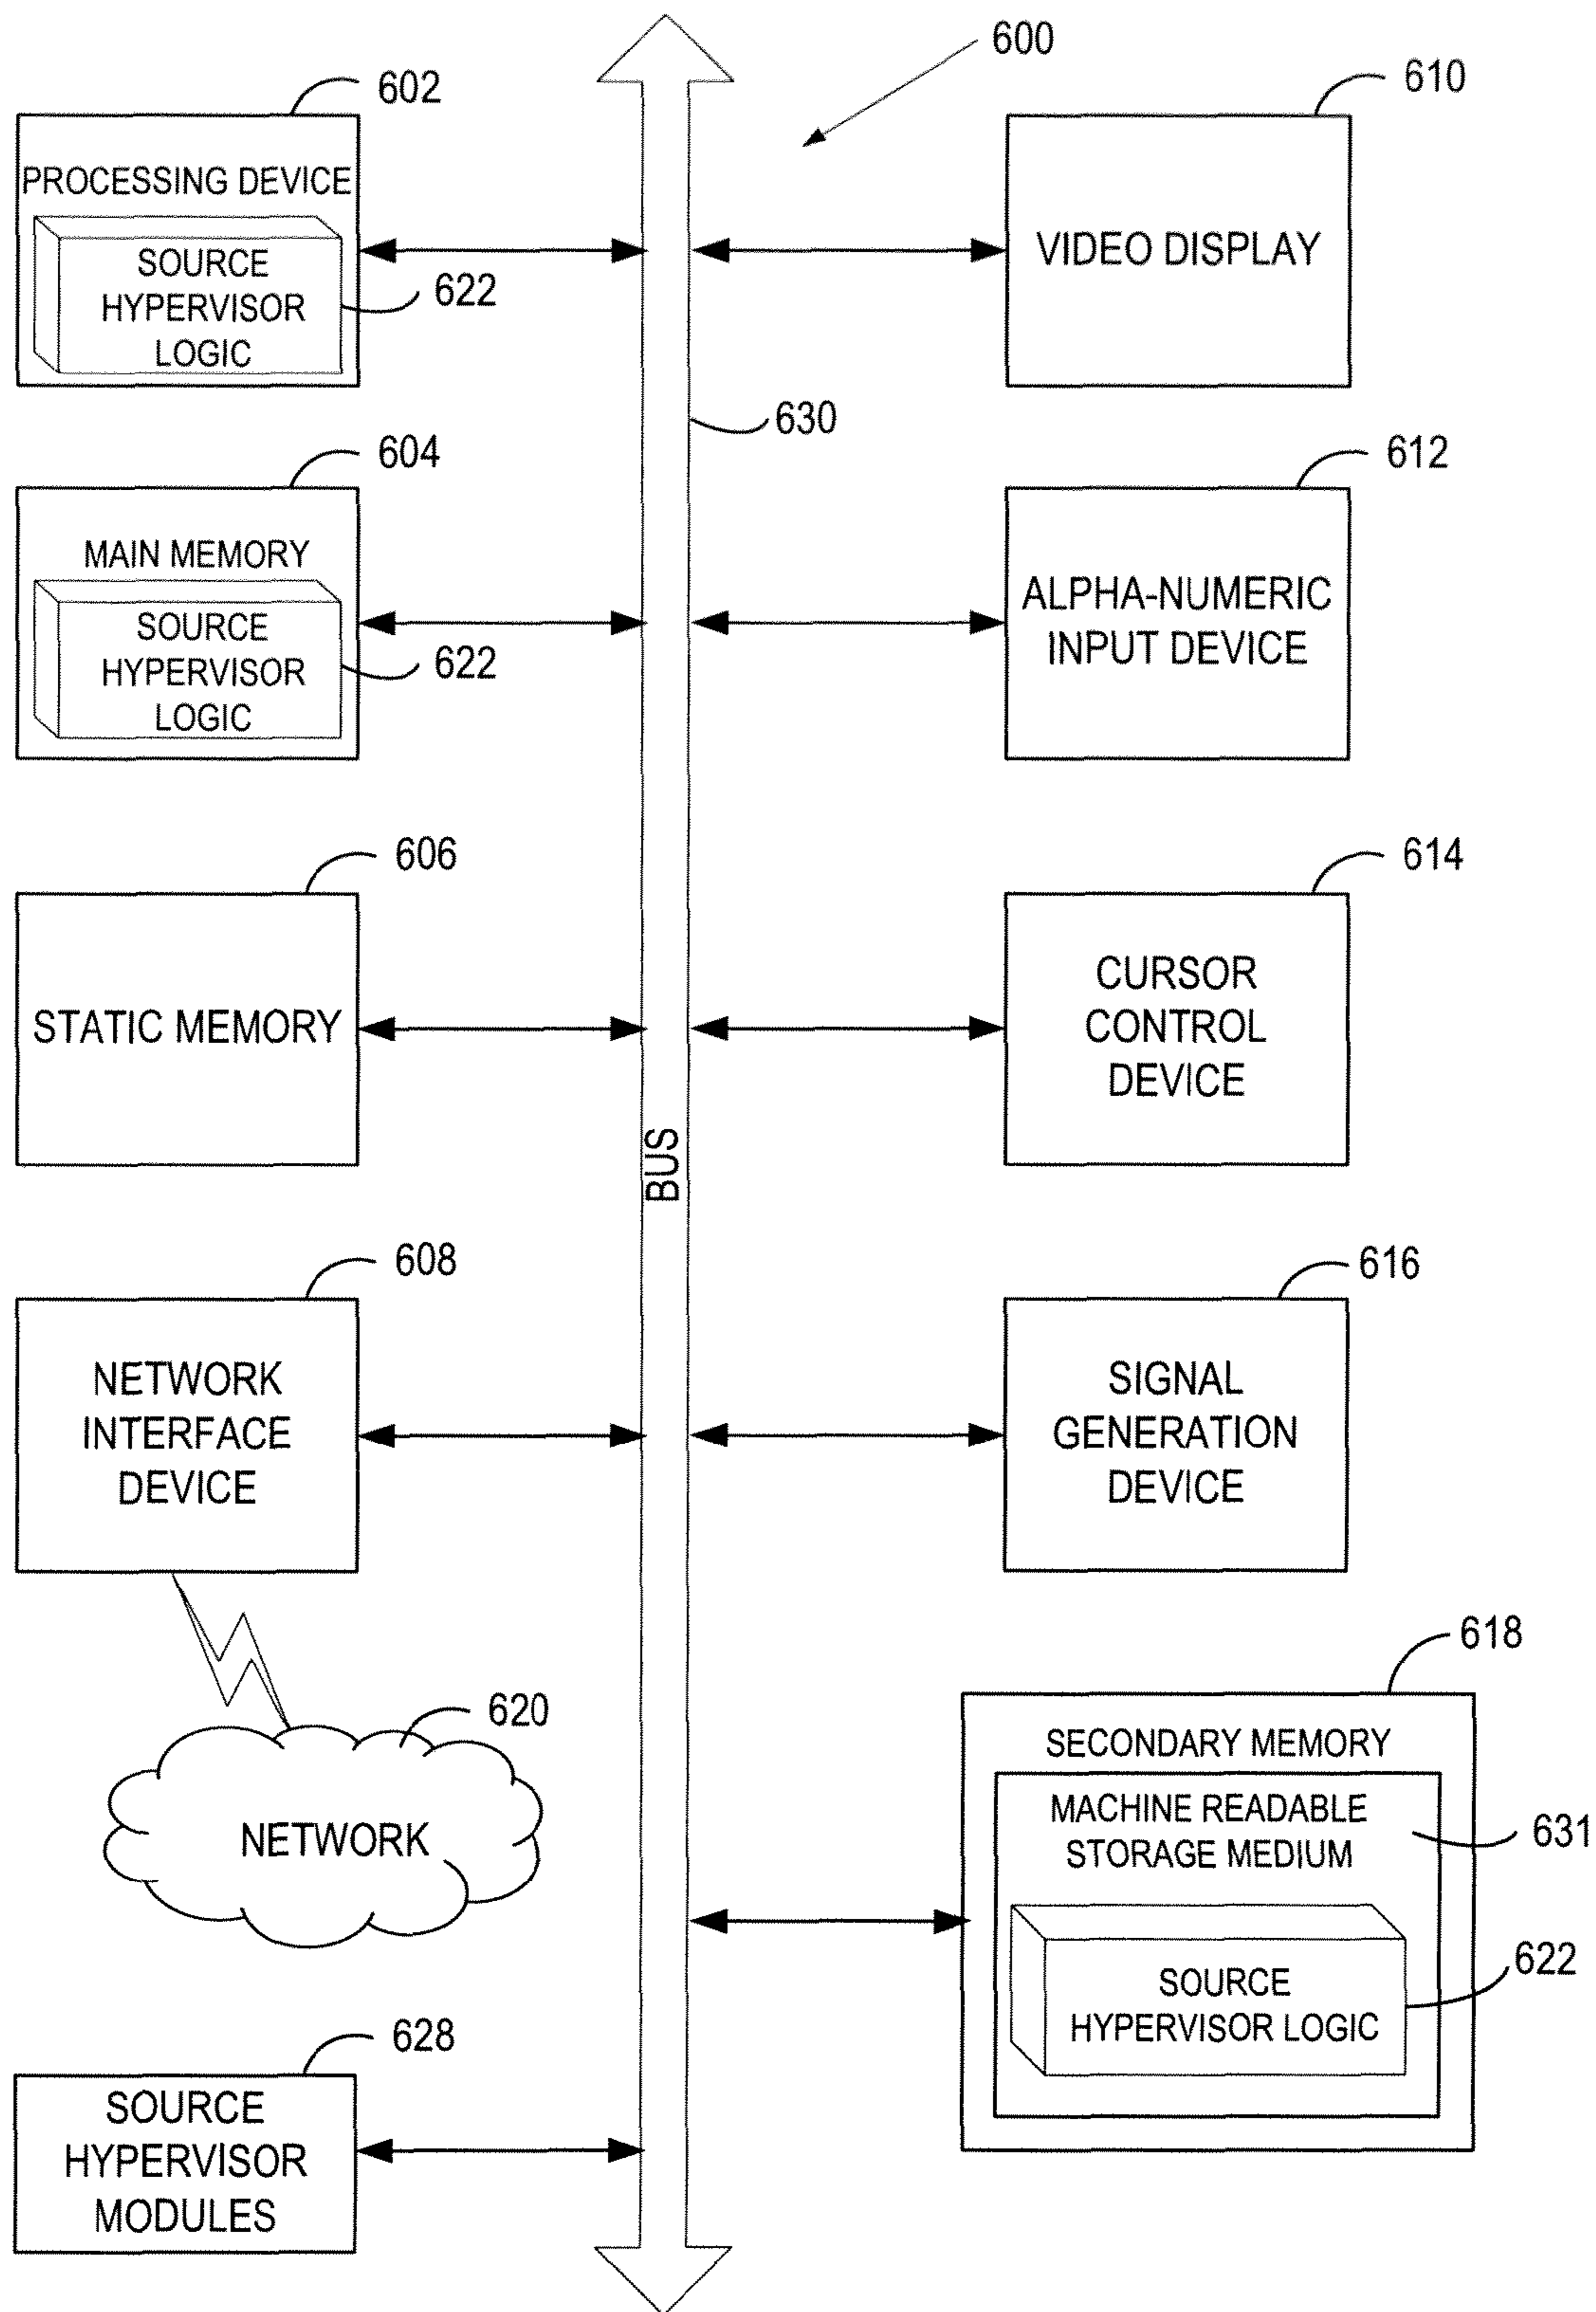 600
602
PROCESSING DEVICE
SOURCE
HYPERVISOR
LOGIC
622
610
VIDEO DISPLAY
630
604
MAIN MEMORY
SOURCE
HYPERVISOR
LOGIC
622
612
ALPHA-NUMERIC
INPUT DEVICE
606
STATIC MEMORY
614
CURSOR
CONTROL
DEVICE
BUS
608
NETWORK
INTERFACE
DEVICE
616
SIGNAL
GENERATION
DEVICE
620
NETWORK
618
SECONDARY MEMORY
MACHINE READABLE
STORAGE MEDIUM
631
SOURCE
HYPERVISOR LOGIC
622
628
SOURCE
HYPERVISOR
MODULES